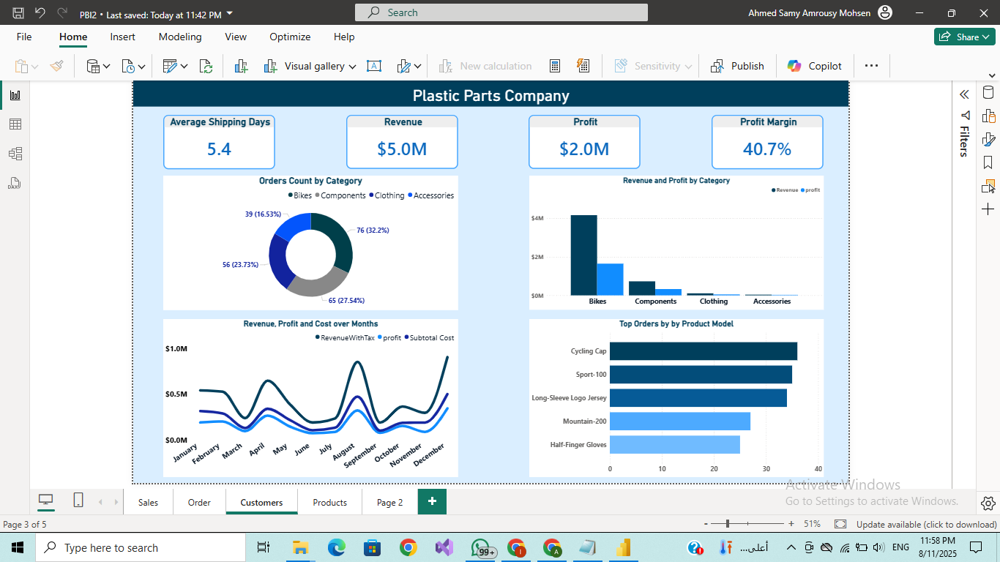 PBI2 • Last saved: Today at 11:42 PM
Search
Ahmed Samy Amrousy Mohsen
File Home Insert Modeling View Optimize Help
Share
Visual gallery
New calculation
Sensitivity
Publish
Copilot
Plastic Parts Company
Average Shipping Days
5.4
Revenue
$5.0M
Profit
$2.0M
Profit Margin
40.7%
Orders Count by Category
Bikes Components Clothing Accessories
39 (16.53%)
76 (32.2%)
56 (23.73%)
65 (27.54%)
Revenue and Profit by Category
Revenue profit
$4M
$2M
$0M
Bikes Components Clothing Accessories
Revenue, Profit and Cost over Months
RevenueWithTax profit Subtotal Cost
$1.0M
$0.5M
$0.0M
January February March April May June July August September October November December
Top Orders by by Product Model
Cycling Cap
Sport-100
Long-Sleeve Logo Jersey
Mountain-200
Half-Finger Gloves
0 10 20 30 40
Filters
DAX
Activate Windows
Go to Settings to activate Windows.
Sales Order Customers Products Page 2
Page 3 of 5
51%
Update available (click to download)
Type here to search
99+
أعلى...
ENG
11:58 PM
8/11/2025